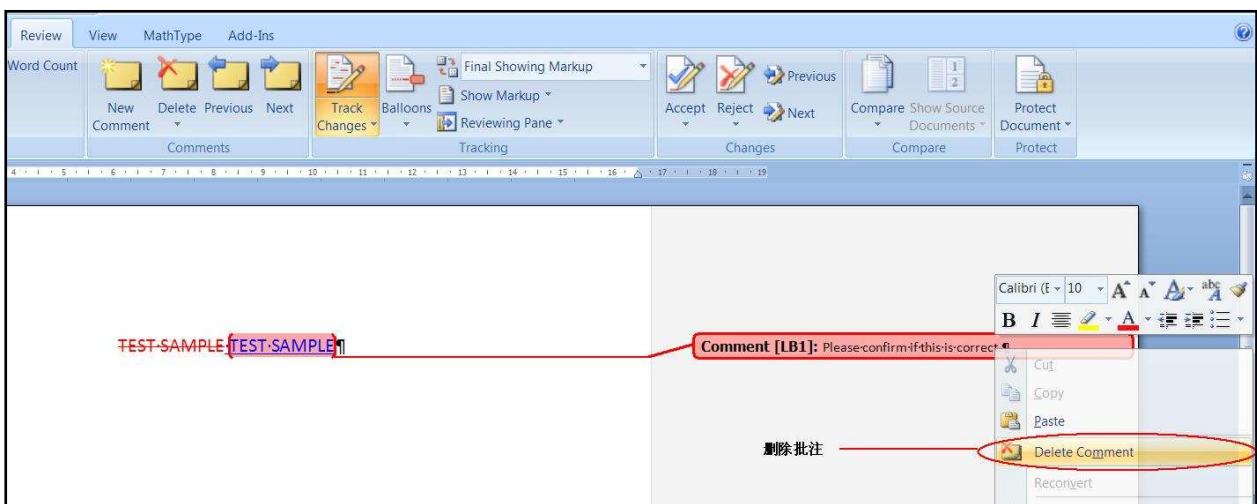 Review View MathType Add-Ins
Word Count
New Comment
Delete
Previous
Next
Track Changes
Balloons
Final Showing Markup
Show Markup
Reviewing Pane
Accept
Reject
Previous
Next
Compare
Show Source Documents
Protect Document
Comments Tracking Changes Compare Protect
4 5 6 7 8 9 10 11 12 13 14 15 16 17 18 19
Calibri (E 10 A A A abc A
B I A
TEST·SAMPLE·TEST·SAMPLE¶
Comment [LB1]: Please·confirm·if·this·is·correct.¶
Cut
Copy
Paste
删除批注
Delete Comment
Reconvert